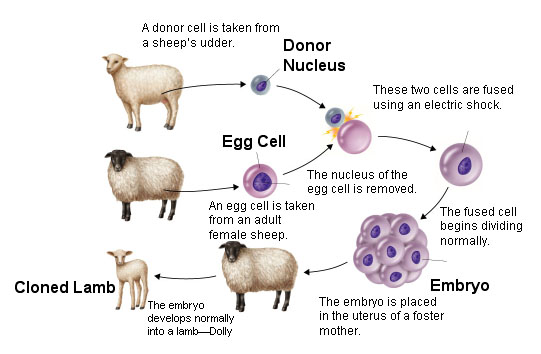 A donor cell is taken from
a sheep's udder.
Donor
Nucleus
These two cells are fused
using an electric shock.
Egg Cell
The nucleus of the
egg cell is removed.
An egg cell is taken
from an adult
female sheep.
The fused cell
begins dividing
normally.
Embryo
The embryo is placed
in the uterus of a foster
mother.
Cloned Lamb
The embryo
develops normally
into a lamb—Dolly